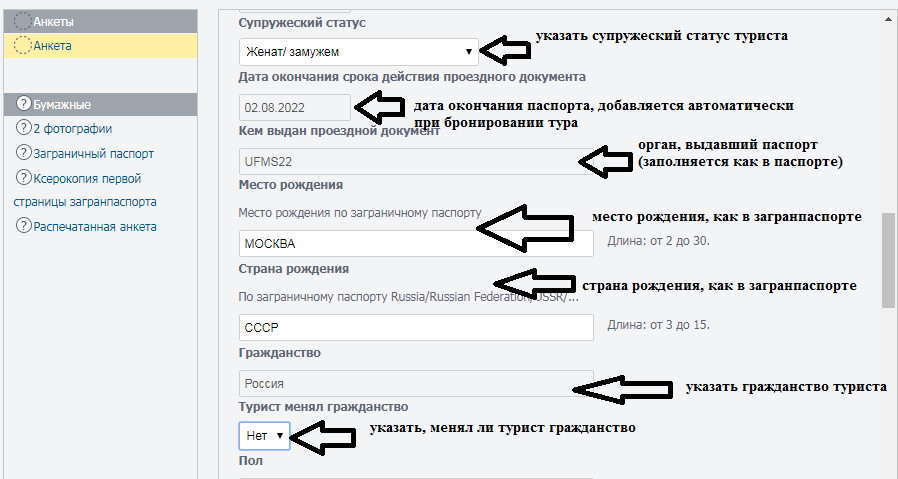 Анкеты
Анкета
Бумажные
2 фотографии
Заграничный паспорт
Ксерокопия первой
страницы загранпаспорта
Распечатанная анкета
Супружеский статус
Женат/ замужем
указать супружеский статус туриста
Дата окончания срока действия проездного документа
02.08.2022
дата окончания паспорта, добавляется автоматически
при бронировании тура
Кем выдан проездной документ
UFMS22
орган, выдавший паспорт
(заполняется как в паспорте)
Место рождения
Место рождения по заграничному паспорту
место рождения, как в загранпаспорте
МОСКВА
Длина: от 2 до 30.
Страна рождения
страна рождения, как в загранпаспорте
По заграничному паспорту Russia/Russian Federation/USSR/...
СССР
Длина: от 3 до 15.
Гражданство
Россия
указать гражданство туриста
Турист менял гражданство
Нет
указать, менял ли турист гражданство
Пол